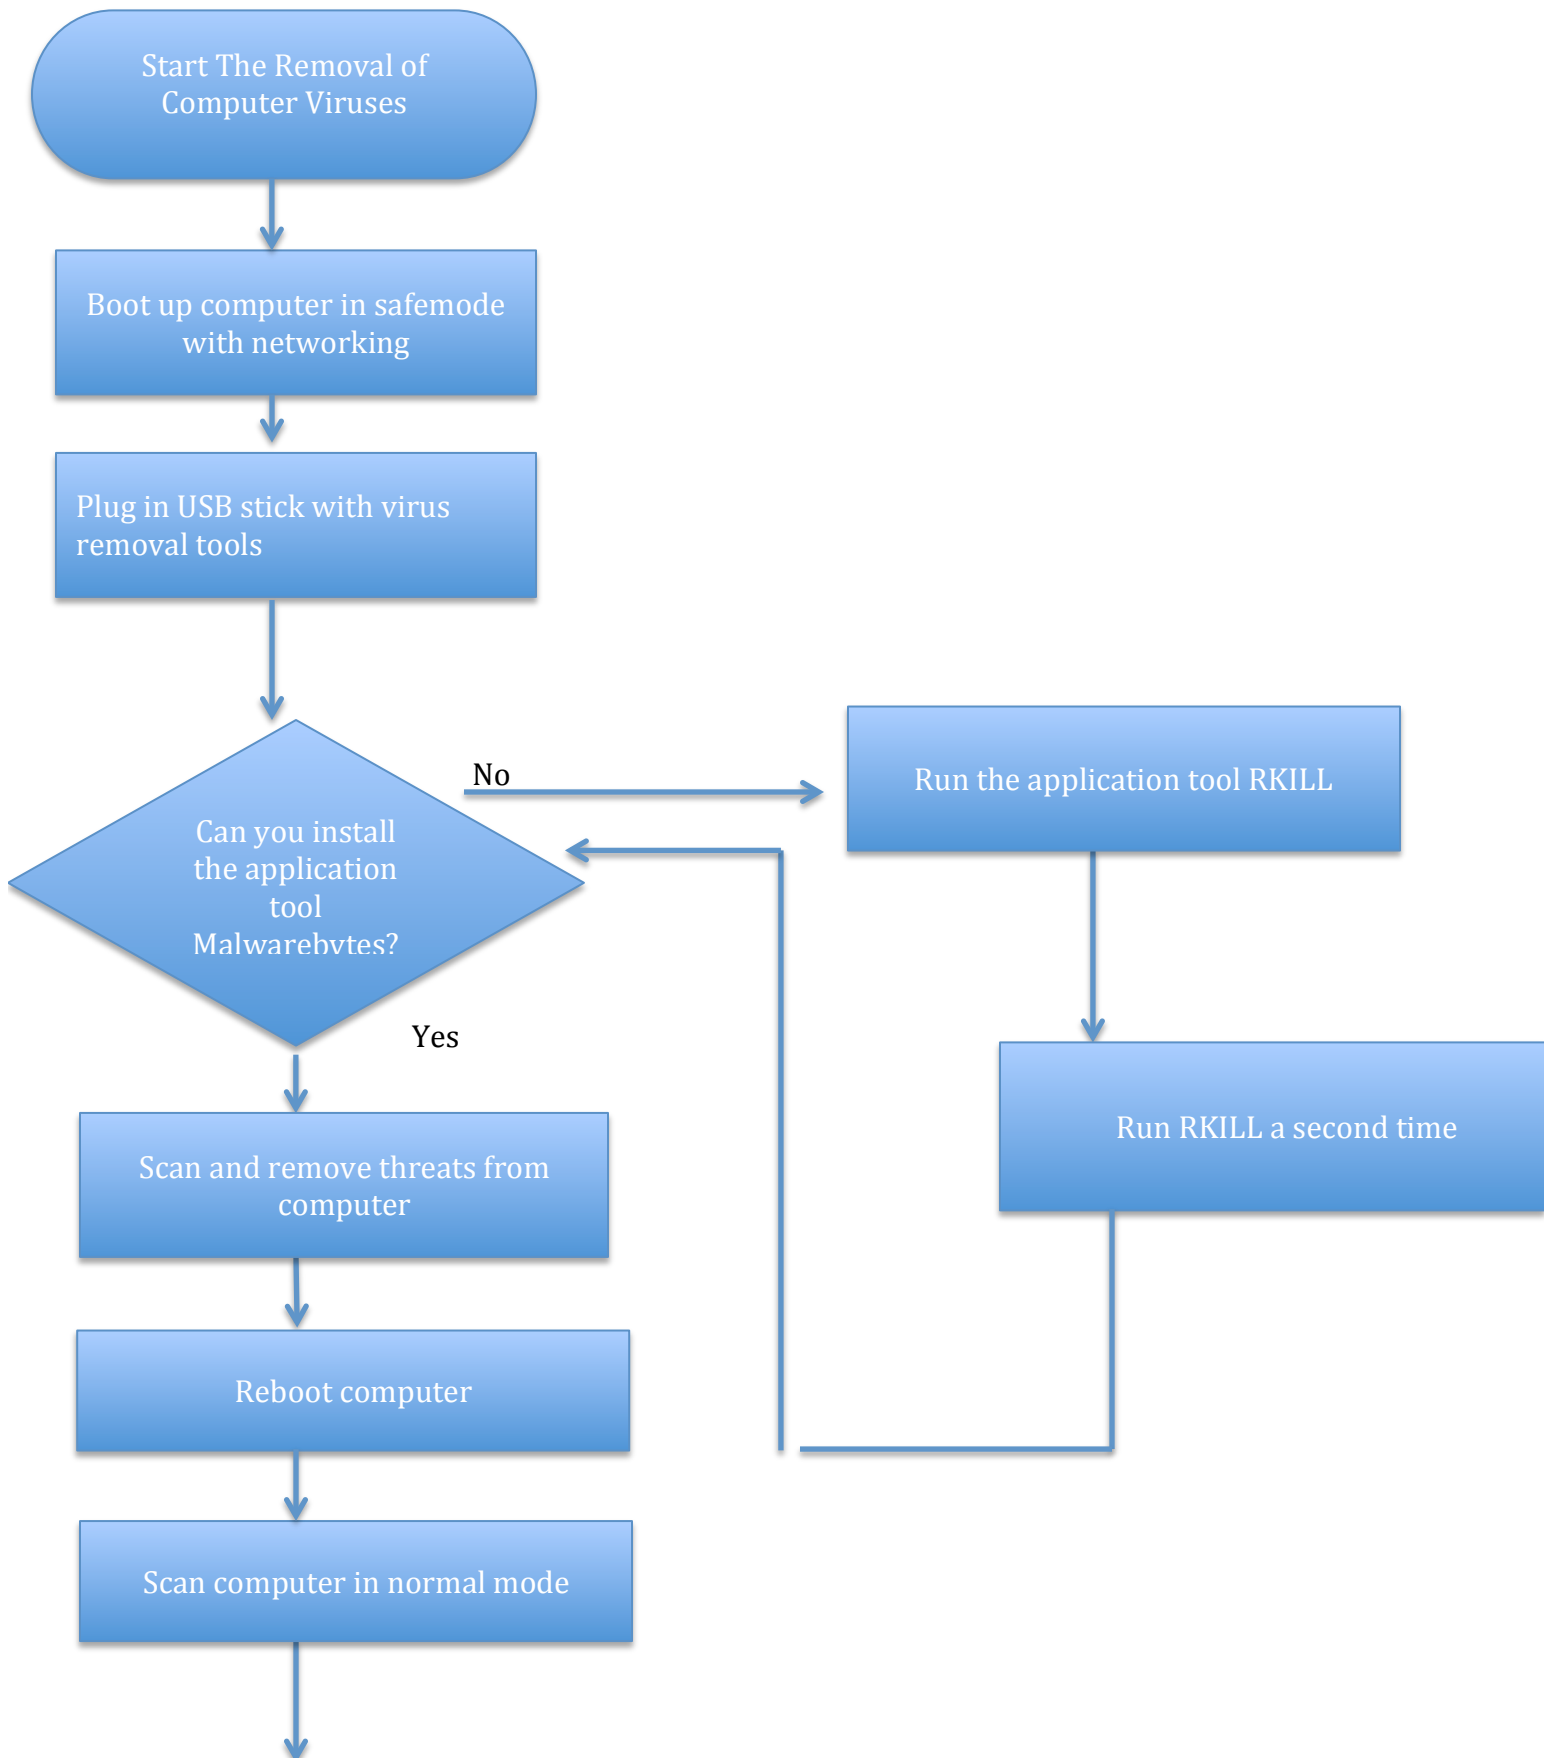 Start The Removal of
Computer Viruses
Boot up computer in safemode
with networking
Plug in USB stick with virus
removal tools
No
Run the application tool RKILL
Can you install
the application
tool
Malwarebytes?
Yes
Run RKILL a second time
Scan and remove threats from
computer
Reboot computer
Scan computer in normal mode